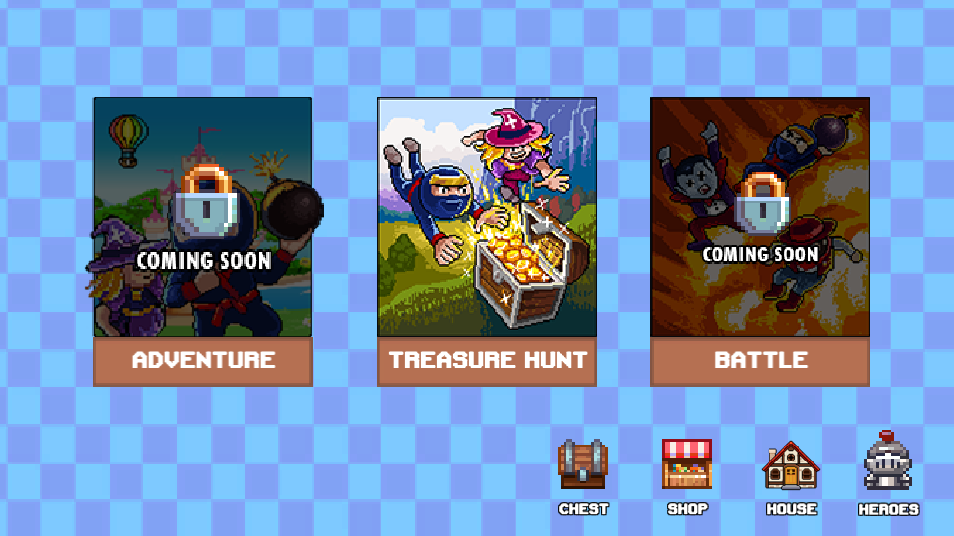 COMING SOON
COMING SOON
ADVENTURE
TREASURE HUNT
BATTLE
CHEST
SHOP
HOUSE
HEROES